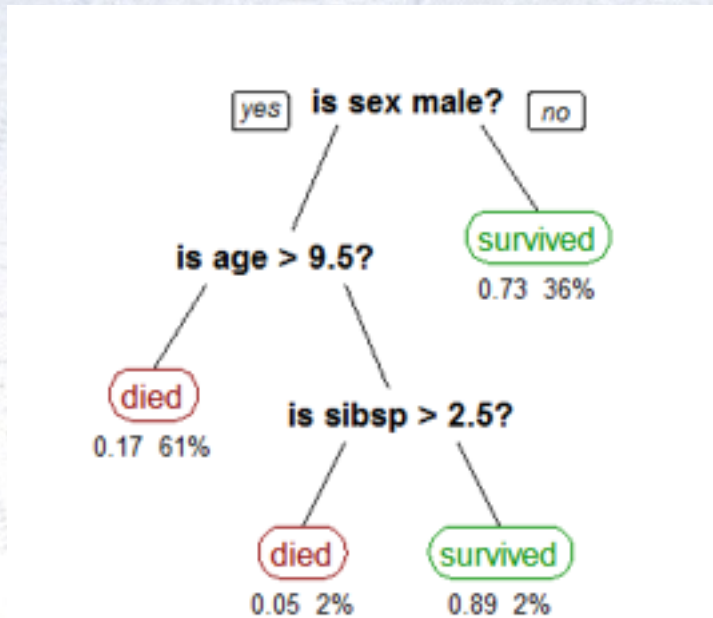 yes is sex male? no
survived
is age > 9.5?
0.73 36%
died
is sibsp > 2.5?
0.17 61%
died survived
0.05 2% 0.89 2%